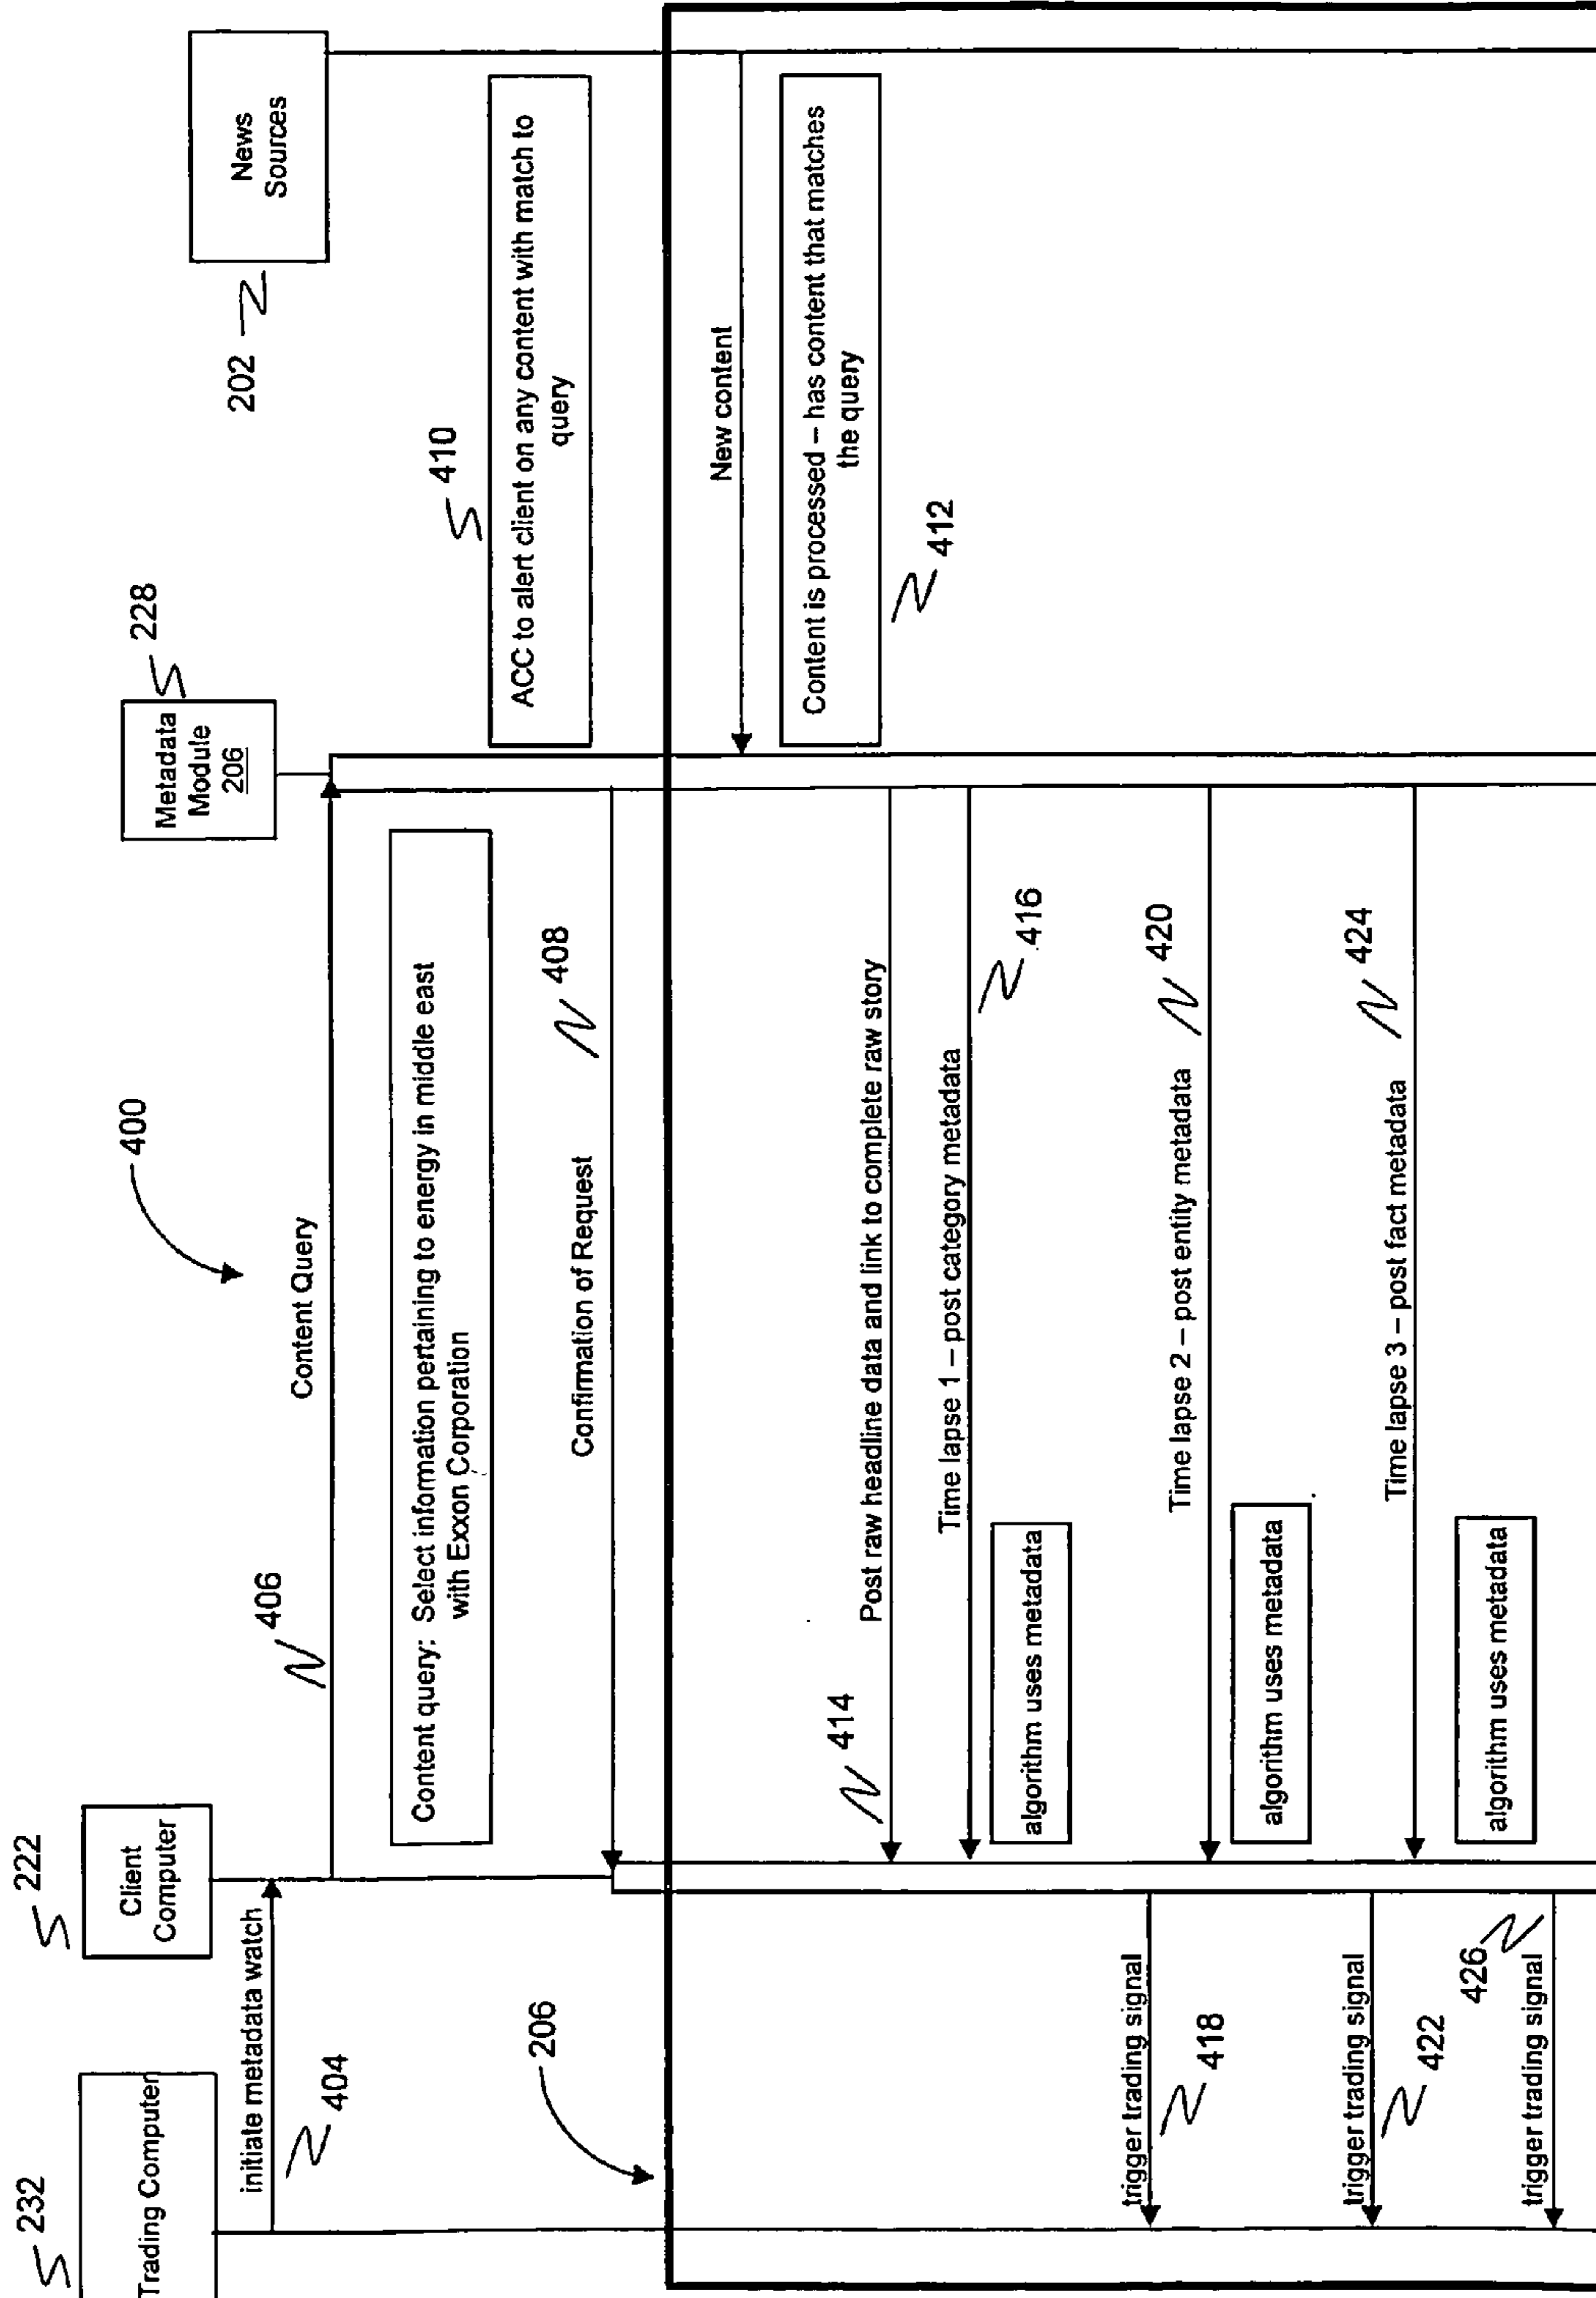 232
Trading Computer
222
Client
Computer
228
Metadata
Module
206
202
News
Sources
400
initiate metadata watch
404
406
Content Query
Content query: Select information pertaining to energy in middle east
with Exxon Corporation
410
ACC to alert client on any content with match to
query
408
Confirmation of Request
206
New content
Content is processed – has content that matches
the query
412
414
Post raw headline data and link to complete raw story
Time lapse 1 – post category metadata
416
algorithm uses metadata
trigger trading signal
418
Time lapse 2 – post entity metadata
420
algorithm uses metadata
trigger trading signal
422
Time lapse 3 – post fact metadata
424
algorithm uses metadata
426
trigger trading signal